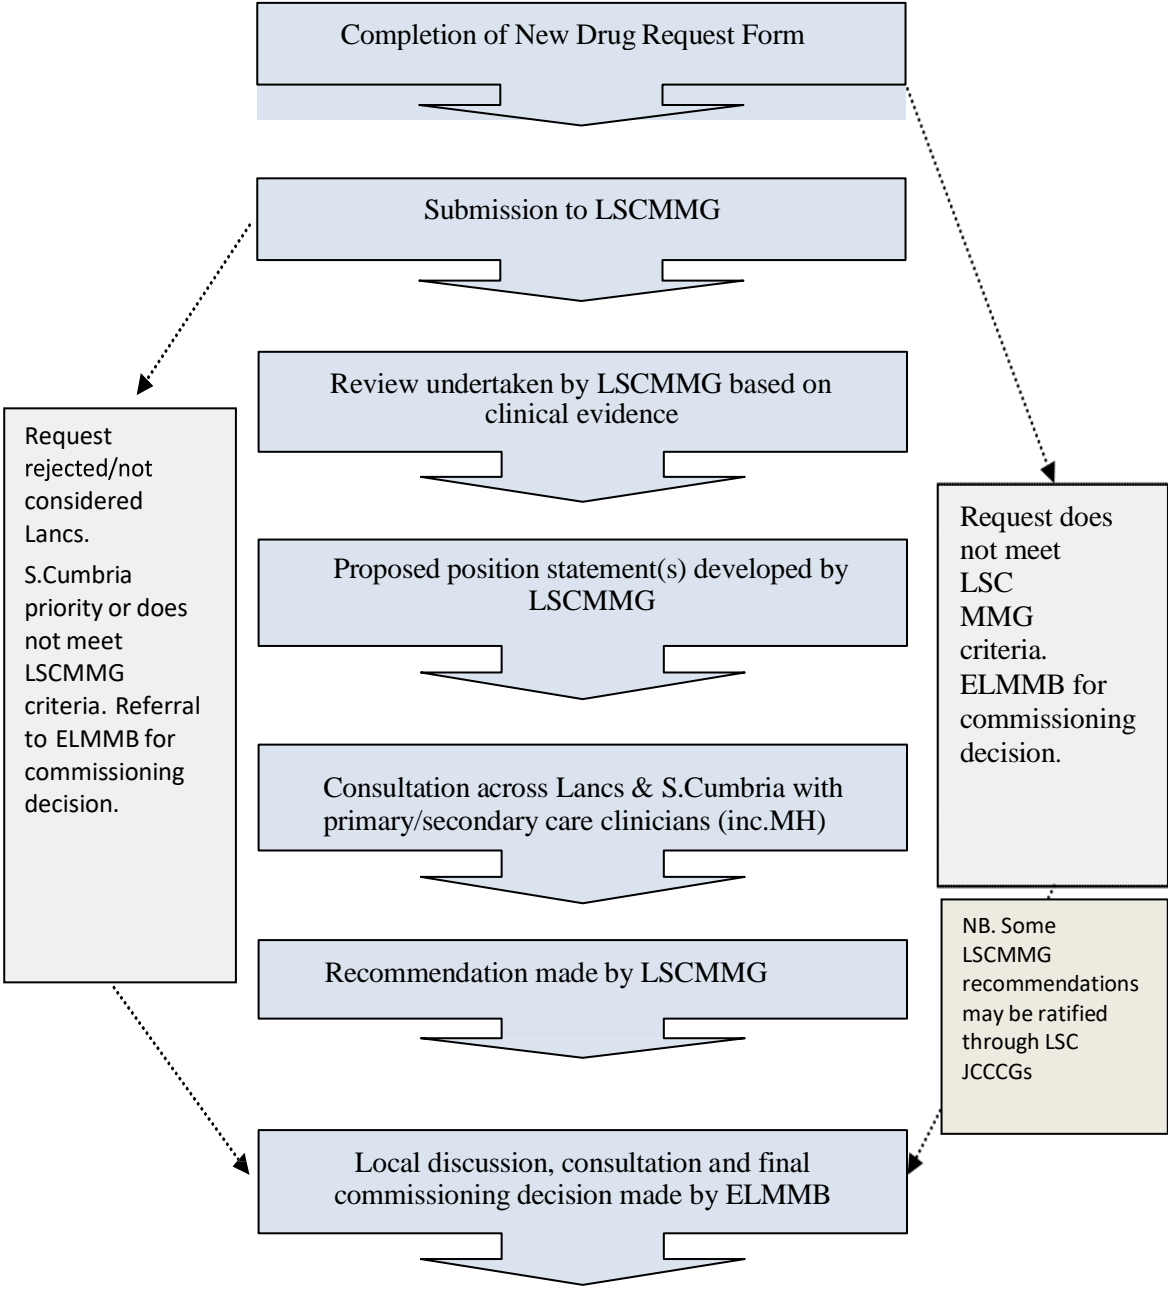 Completion of New Drug Request Form
Submission to LSCMMG
Review undertaken by LSCMMG based on
clinical evidence
Request
rejected/not
considered
Lancs.
S.Cumbria
priority or does
not meet
LSCMMG
criteria. Referral
to ELMMB for
commissioning
decision.
Request does
not meet
LSC
MMG
criteria.
ELMMB for
commissioning
decision.
Proposed position statement(s) developed by
LSCMMG
Consultation across Lancs & S.Cumbria with
primary/secondary care clinicians (inc.MH)
Recommendation made by LSCMMG
NB. Some
LSCMMG
recommendations
may be ratified
through LSC
JCCCGs
Local discussion, consultation and final
commissioning decision made by ELMMB